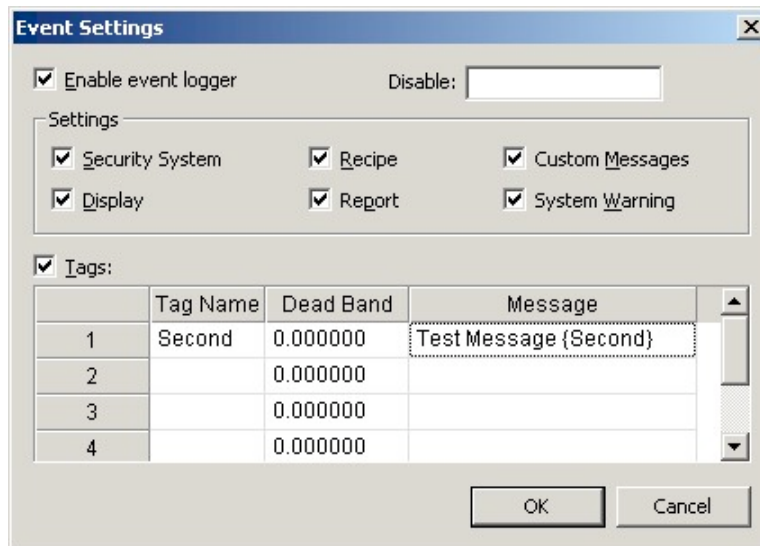 Event Settings
Enable event logger Disable:
Settings
Security System Recipe Custom Messages
Display Report System Warning
Tags:
Tag Name Dead Band Message
1 Second 0.000000 Test Message {Second}
2 0.000000
3 0.000000
4 0.000000
OK Cancel